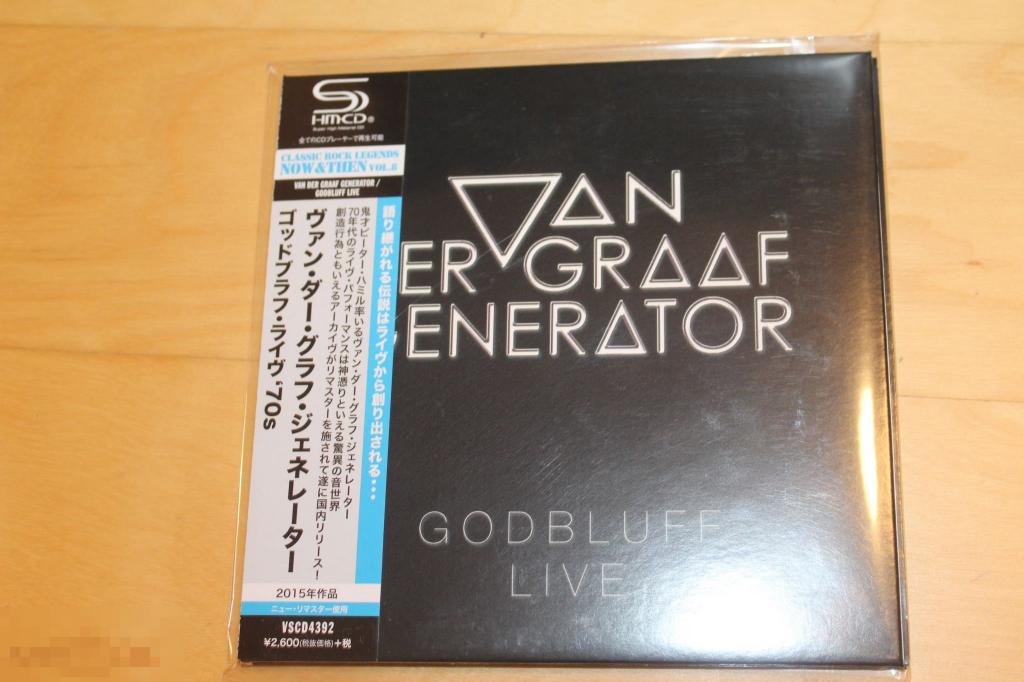 SHMCD®
Super High Material CD
全てのCDプレーヤーで再生可能
CLASSIC ROCK LEGENDS
NOW&THEN VOL.8
VAN DER GRAAF GENERATOR /
GODBLUFF LIVE
語り継がれる伝説はライヴから創り出される・・・
鬼才ピーター・ハミル率いるヴァン・ダー・グラフ・ジェネレーター
70年代のライヴ・パフォーマンスは神憑りといえる驚異の音世界
創造行為ともいえるアーカイヴがリマスターを施されて遂に国内リリース!
ヴァン・ダー・グラフ・ジェネレーター
ゴッドブラフ・ライヴ '70s
2015年作品
ニュー・リマスター使用
VSCD4392
¥2,600(税抜価格)+税
VAN
ER GRAAF
ENERATOR
GODBLUFF
LIVE